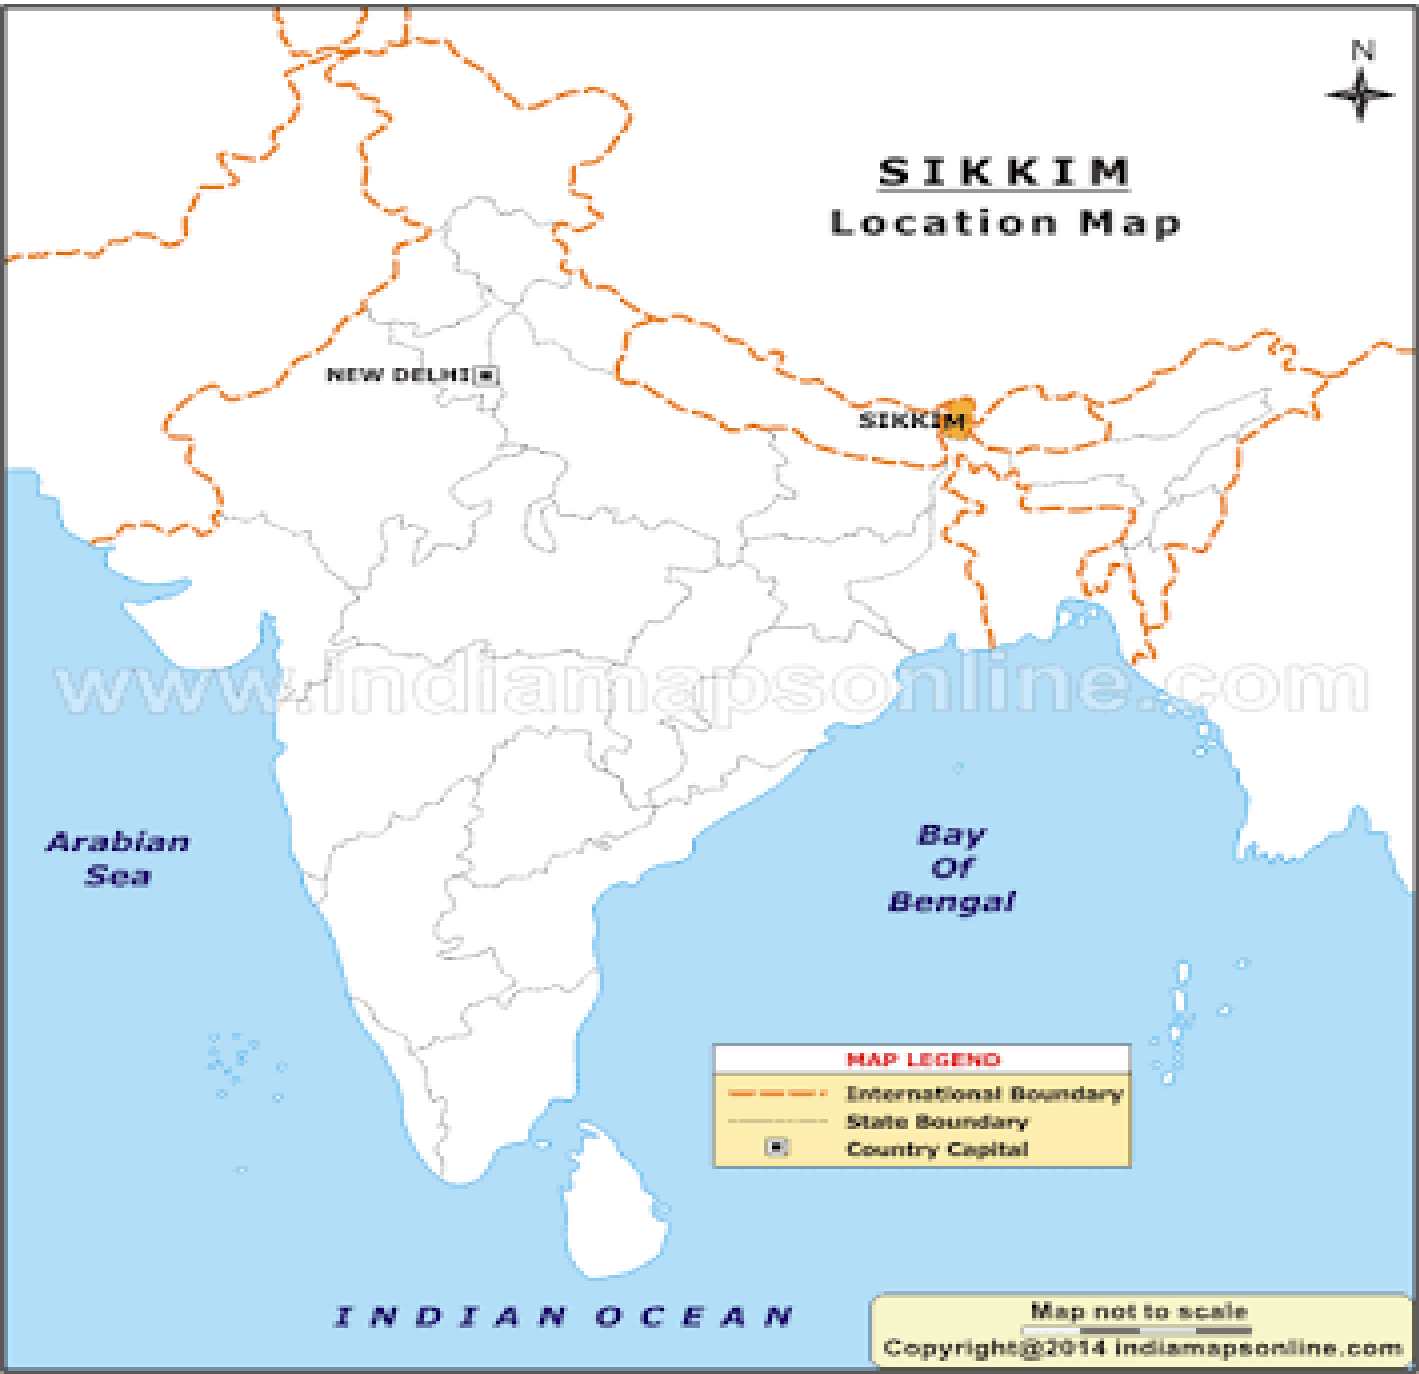 N
SIKKIM
Location Map
NEW DELHI
SIKKIM
www.indiamapsonline.com
Arabian
Sea
Bay
Of
Bengal
MAP LEGEND
International Boundary
State Boundary
Country Capital
INDIAN OCEAN
Map not to scale
Copyright@2014 indiamapsonline.com